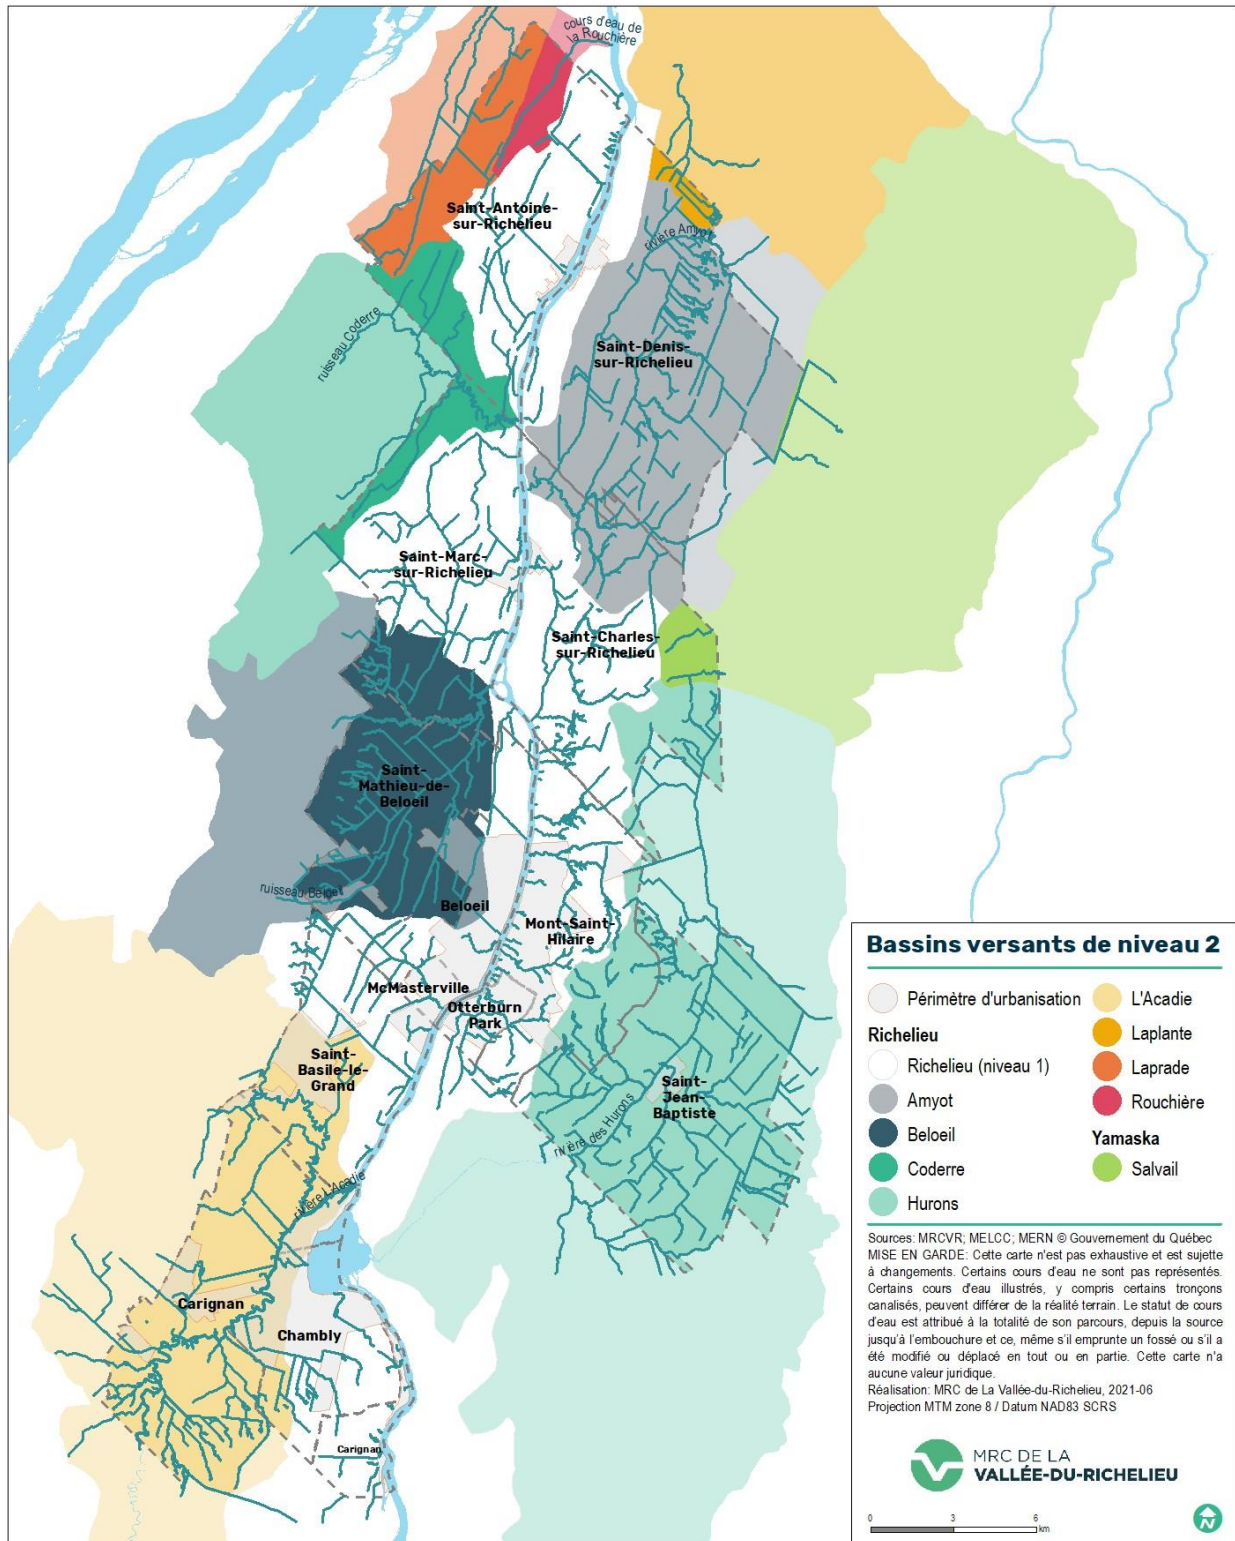 cours d'eau de
la Rouchière
Saint-Antoine-
sur-Richelieu
rivière Amyot
ruisseau Coderre
Saint-Denis-
sur-Richelieu
Saint-Marc-
sur-Richelieu
Saint-Charles-
sur-Richelieu
Saint-
Mathieu-de-
Beloeil
ruisseau Beloeil
Beloeil
Mont-Saint-
Hilaire
McMasterville
Otterburn
Park
Saint-
Basile-le-
Grand
Saint-
Jean-
Baptiste
rivière des Hurons
rivière L'Acadie
Carignan
Chambly
Carignan
Bassins versants de niveau 2
Périmètre d'urbanisation
Richelieu
Richelieu (niveau 1)
Amyot
Beloeil
Coderre
Hurons
L'Acadie
Laplante
Laprade
Rouchière
Yamaska
Salvail
Sources: MRCVR; MELCC; MERN © Gouvernement du Québec
MISE EN GARDE: Cette carte n'est pas exhaustive et est sujette
à changements. Certains cours d'eau ne sont pas représentés.
Certains cours d'eau illustrés, y compris certains tronçons
canalisés, peuvent différer de la réalité terrain. Le statut de cours
d'eau est attribué à la totalité de son parcours, depuis la source
jusqu'à l'embouchure et ce, même s'il emprunte un fossé ou s'il a
été modifié ou déplacé en tout ou en partie. Cette carte n'a
aucune valeur juridique.
Réalisation: MRC de La Vallée-du-Richelieu, 2021-06
Projection MTM zone 8 / Datum NAD83 SCRS
MRC DE LA
VALLÉE-DU-RICHELIEU
0 3 6
km
N